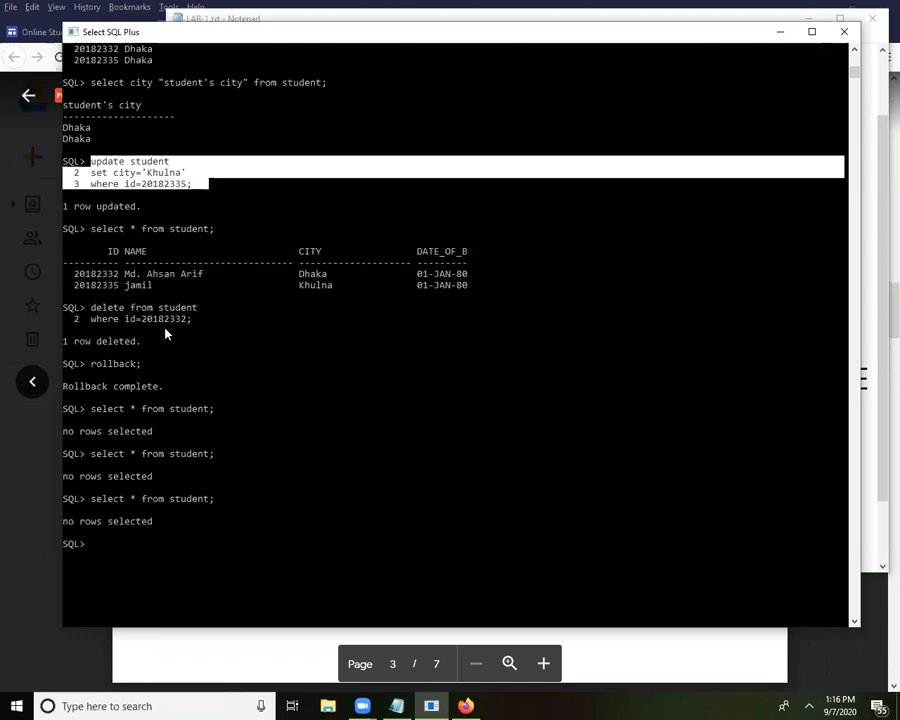 File Edit View History Bookmarks Tools
LAB-1.txt - Notepad
Select SQL Plus
20182332 Dhaka
20182335 Dhaka
SQL> select city "student's city" from student;
student's city
--------------------
Dhaka
Dhaka
SQL> update student
2 set city='Khulna'
3 where id=20182335;
1 row updated.
SQL> select * from student;
ID NAME CITY DATE_OF_B
---------- ------------------------------ -------------------- ---------
20182332 Md. Ahsan Arif Dhaka 01-JAN-80
20182335 jamil Khulna 01-JAN-80
SQL> delete from student
2 where id=20182332;
1 row deleted.
SQL> rollback;
Rollback complete.
SQL> select * from student;
no rows selected
SQL> select * from student;
no rows selected
SQL> select * from student;
no rows selected
SQL>
Online Stu
Page 3 / 7
Type here to search
1:16 PM
9/7/2020
55